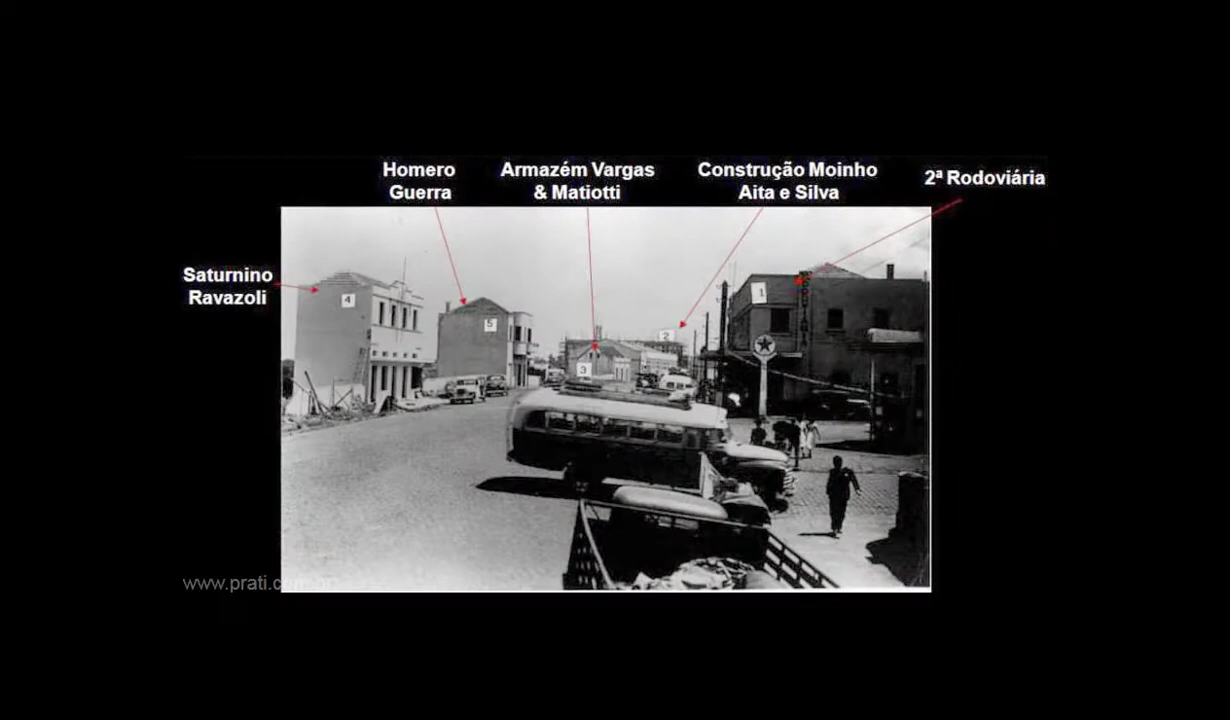 Homero
Guerra
Armazém Vargas
& Matiotti
Construção Moinho
Aita e Silva
2ª Rodoviária
Saturnino
Ravazoli
4
5
1
2
3
RODOVIARIA
www.prati.com.br